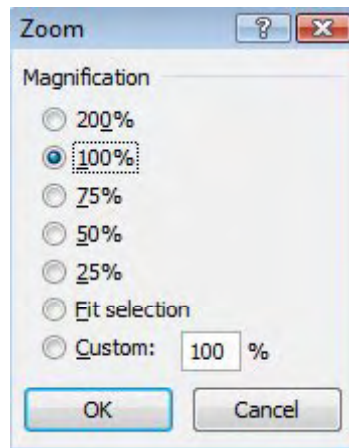 Zoom ?
Magnification
200%
100%
75%
50%
25%
Fit selection
Custom: 100 %
OK Cancel